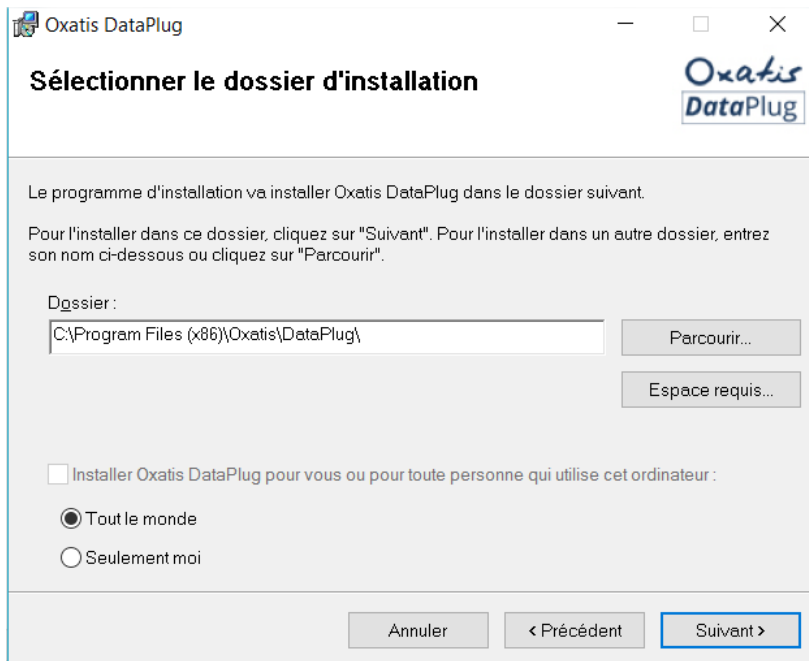 Oxatis DataPlug
Sélectionner le dossier d'installation
Oxatis
DataPlug
Le programme d'installation va installer Oxatis DataPlug dans le dossier suivant.
Pour l'installer dans ce dossier, cliquez sur "Suivant". Pour l'installer dans un autre dossier, entrez
son nom ci-dessous ou cliquez sur "Parcourir".
Dossier :
C:\Program Files (x86)\Oxatis\DataPlug\
Parcourir...
Espace requis...
Installer Oxatis DataPlug pour vous ou pour toute personne qui utilise cet ordinateur :
Tout le monde
Seulement moi
Annuler
< Précédent
Suivant >